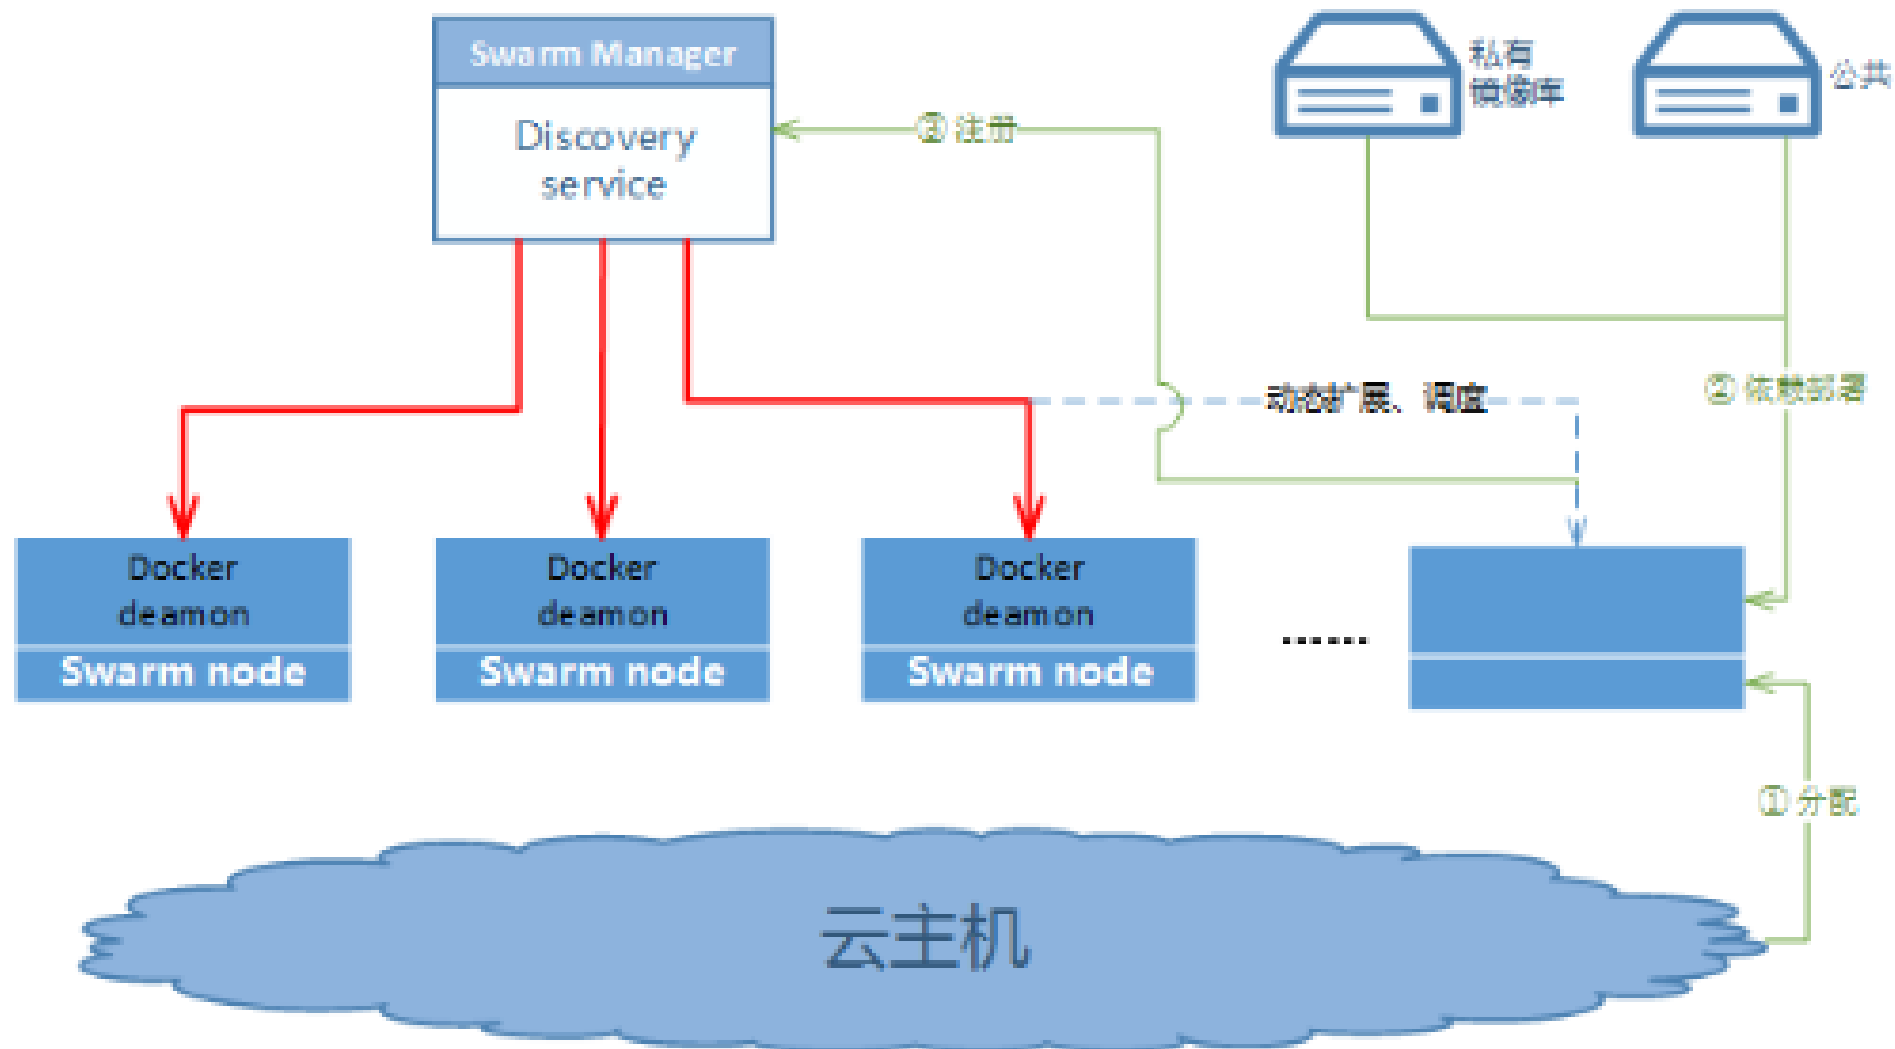 Swarm Manager
Discovery
service
私有
镜像库
公共
③ 注册
动态扩展、调度
② 依赖部署
Docker
deamon
Swarm node
Docker
deamon
Swarm node
Docker
deamon
Swarm node
......
① 分配
云主机